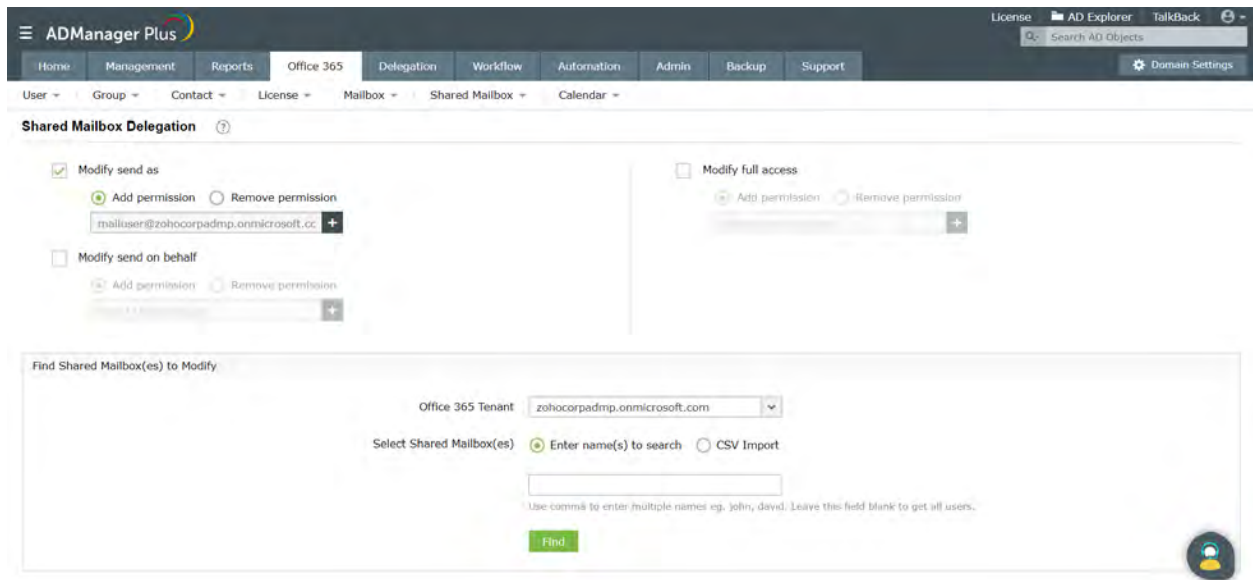 License AD Explorer TalkBack
☰ ADManager Plus
Search AD Objects
Home Management Reports Office 365 Delegation Workflow Automation Admin Backup Support Domain Settings
User Group Contact License Mailbox Shared Mailbox Calendar
Shared Mailbox Delegation ?
Modify send as
Add permission Remove permission
mailuser@zohocorpadmp.onmicrosoft.cc +
Modify send on behalf
Add permission Remove permission
+
Modify full access
Add permission Remove permission
+
Find Shared Mailbox(es) to Modify
Office 365 Tenant zohocorpadmp.onmicrosoft.com
Select Shared Mailbox(es) Enter name(s) to search CSV Import
Use comma to enter multiple names eg. john, david. Leave this field blank to get all users.
Find